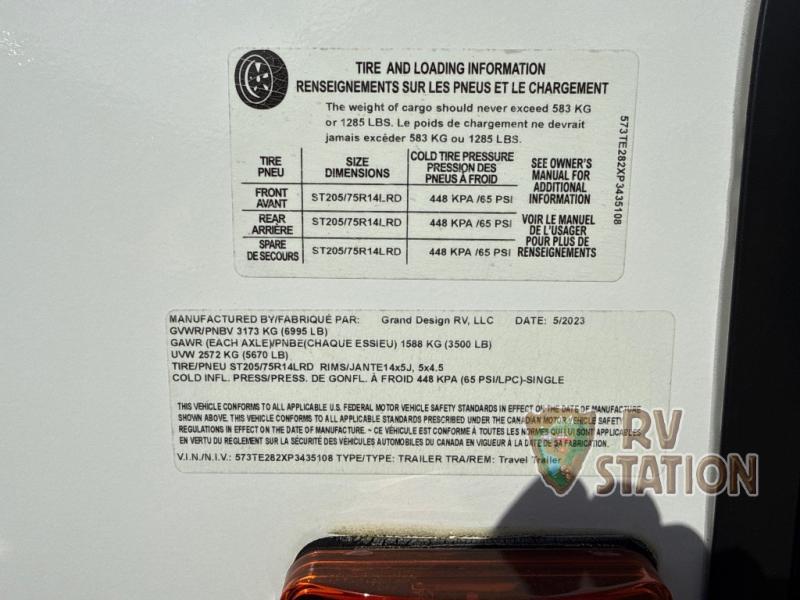 TIRE AND LOADING INFORMATION
RENSEIGNEMENTS SUR LES PNEUS ET LE CHARGEMENT
The weight of cargo should never exceed 583 KG
or 1285 LBS. Le poids de chargement ne devrait
jamais excéder 583 KG ou 1285 LBS.
TIRE PNEU SIZE DIMENSIONS COLD TIRE PRESSURE PRESSION DES PNEUS À FROID
FRONT AVANT ST205/75R14LRD 448 KPA /65 PSI
REAR ARRIÈRE ST205/75R14LRD 448 KPA /65 PSI
SPARE DE SECOURS ST205/75R14LRD 448 KPA /65 PSI
SEE OWNER'S
MANUAL FOR
ADDITIONAL
INFORMATION
VOIR LE MANUEL
DE L'USAGER
POUR PLUS DE
RENSEIGNEMENTS
573TE282XP3435108
MANUFACTURED BY/FABRIQUÉ PAR: Grand Design RV, LLC DATE: 5/2023
GVWR/PNBV 3173 KG (6995 LB)
GAWR (EACH AXLE)/PNBE(CHAQUE ESSIEU) 1588 KG (3500 LB)
UVW 2572 KG (5670 LB)
TIRE/PNEU ST205/75R14LRD RIMS/JANTE14x5J, 5x4.5
COLD INFL. PRESS/PRESS. DE GONFL. À FROID 448 KPA (65 PSI/LPC)-SINGLE
THIS VEHICLE CONFORMS TO ALL APPLICABLE U.S. FEDERAL MOTOR VEHICLE SAFETY STANDARDS IN EFFECT ON THE DATE OF MANUFACTURE
SHOWN ABOVE. THIS VEHICLE CONFORMS TO ALL APPLICABLE STANDARDS PRESCRIBED UNDER THE CANADIAN MOTOR VEHICLE SAFETY
REGULATIONS IN EFFECT ON THE DATE OF MANUFACTURE. - CE VÉHICULE EST CONFORME À TOUTES LES NORMES QUI LUI SONT APPLICABLES
EN VERTU DU RÈGLEMENT SUR LA SÉCURITÉ DES VÉHICULES AUTOMOBILES DU CANADA EN VIGUEUR À LA DATE DE SA FABRICATION
V.I.N./N.I.V.: 573TE282XP3435108 TYPE/TYPE: TRAILER TRA/REM: Travel Trailer
RV
STATION